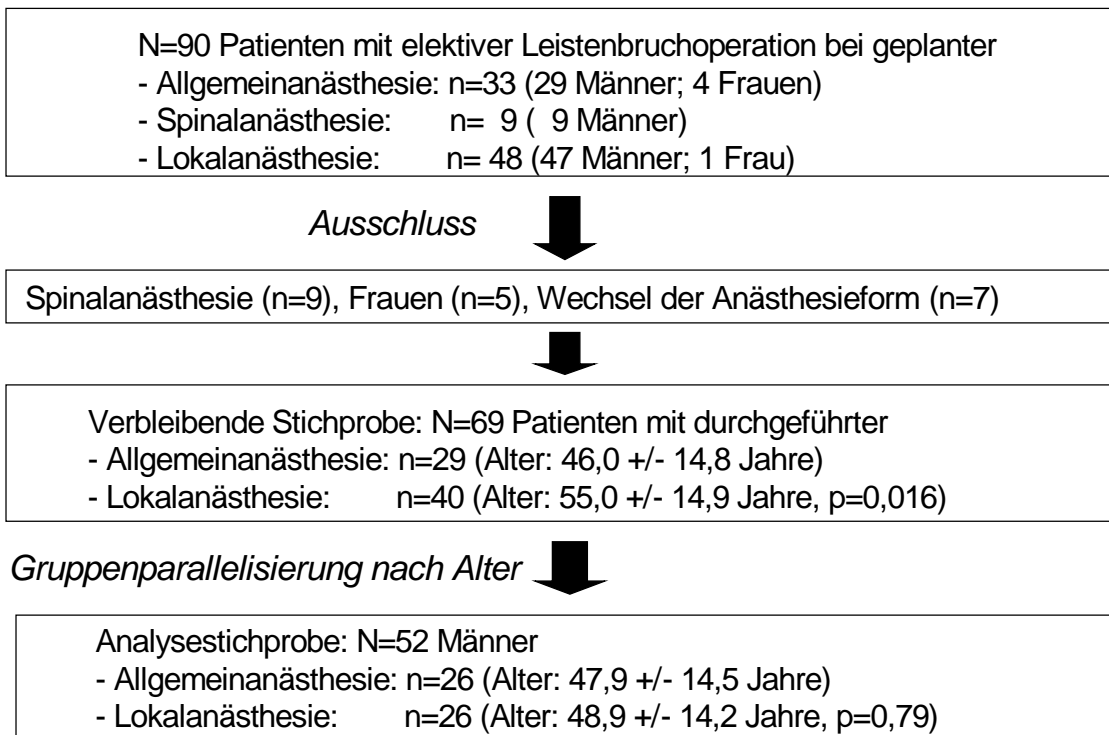 N=90 Patienten mit elektiver Leistenbruchoperation bei geplanter
- Allgemeinanästhesie: n=33 (29 Männer; 4 Frauen)
- Spinalanästhesie: n= 9 ( 9 Männer)
- Lokalanästhesie: n= 48 (47 Männer; 1 Frau)
Ausschluss
Spinalanästhesie (n=9), Frauen (n=5), Wechsel der Anästhesieform (n=7)
Verbleibende Stichprobe: N=69 Patienten mit durchgeführter
- Allgemeinanästhesie: n=29 (Alter: 46,0 +/- 14,8 Jahre)
- Lokalanästhesie: n=40 (Alter: 55,0 +/- 14,9 Jahre, p=0,016)
Gruppenparallelisierung nach Alter
Analysestichprobe: N=52 Männer
- Allgemeinanästhesie: n=26 (Alter: 47,9 +/- 14,5 Jahre)
- Lokalanästhesie: n=26 (Alter: 48,9 +/- 14,2 Jahre, p=0,79)